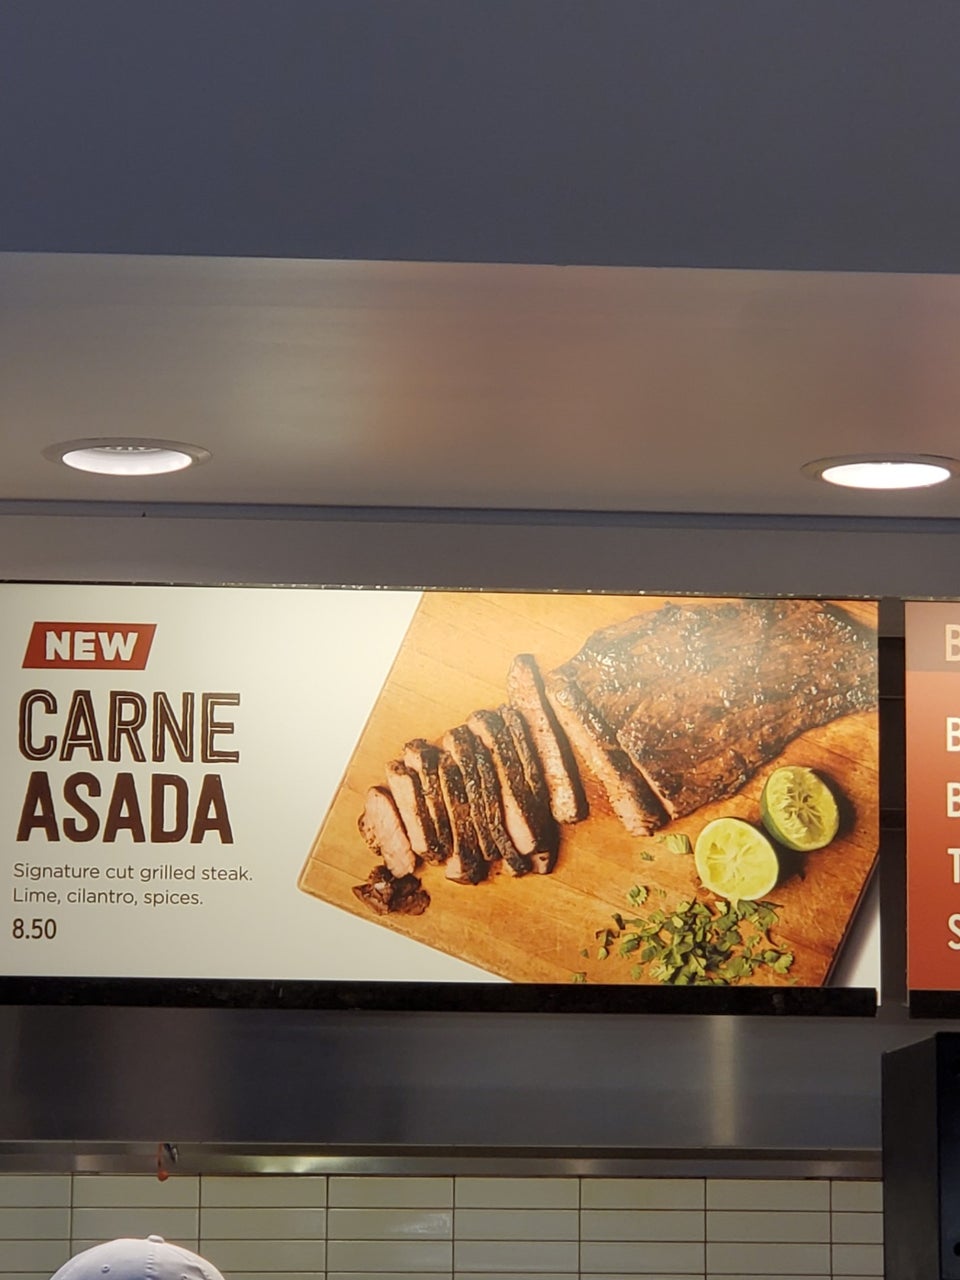 NEW
CARNE
ASADA
Signature cut grilled steak.
Lime, cilantro, spices.
8.50